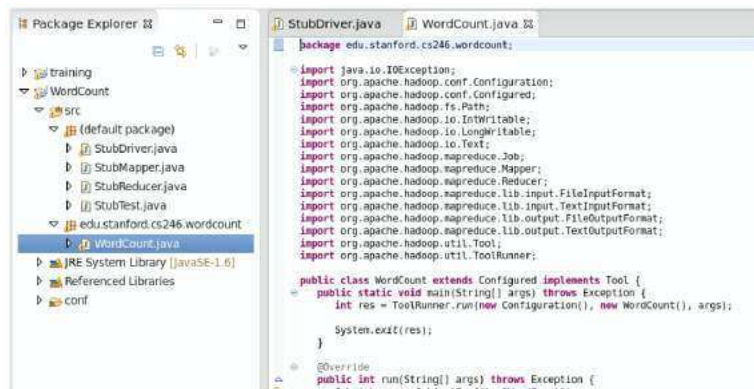 Package Explorer
training
WordCount
src
(default package)
StubDriver.java
StubMapper.java
StubReducer.java
StubTest.java
edu.stanford.cs246.wordcount
WordCount.java
JRE System Library [JavaSE-1.6]
Referenced Libraries
conf
StubDriver.java
WordCount.java
package edu.stanford.cs246.wordcount;
import java.io.IOException;
import org.apache.hadoop.conf.Configuration;
import org.apache.hadoop.conf.Configured;
import org.apache.hadoop.fs.Path;
import org.apache.hadoop.io.IntWritable;
import org.apache.hadoop.io.LongWritable;
import org.apache.hadoop.io.Text;
import org.apache.hadoop.mapreduce.Job;
import org.apache.hadoop.mapreduce.Mapper;
import org.apache.hadoop.mapreduce.Reducer;
import org.apache.hadoop.mapreduce.lib.input.FileInputFormat;
import org.apache.hadoop.mapreduce.lib.input.TextInputFormat;
import org.apache.hadoop.mapreduce.lib.output.FileOutputFormat;
import org.apache.hadoop.mapreduce.lib.output.TextOutputFormat;
import org.apache.hadoop.util.Tool;
import org.apache.hadoop.util.ToolRunner;
public class WordCount extends Configured implements Tool {
public static void main(String[] args) throws Exception {
int res = ToolRunner.run(new Configuration(), new WordCount(), args);
System.exit(res);
}
@Override
public int run(String[] args) throws Exception {